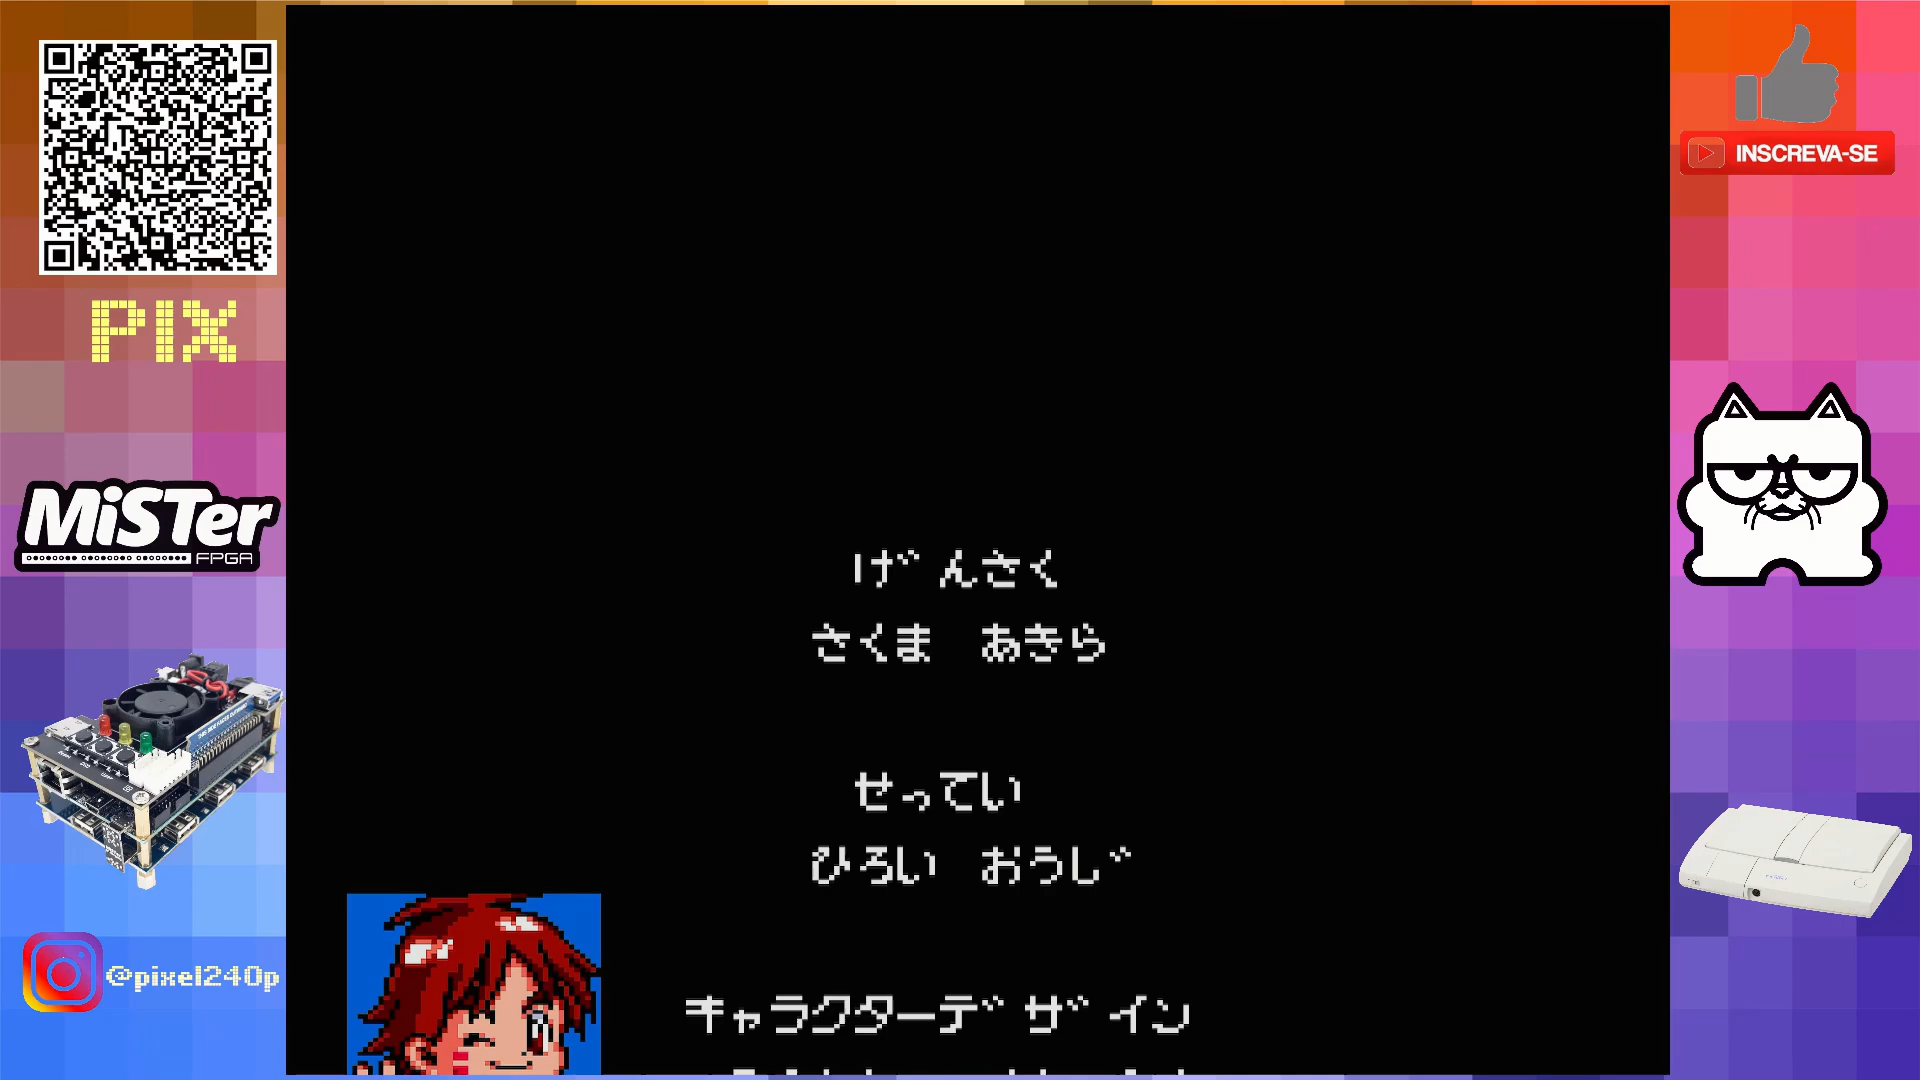 げんさく
さくま あきら
せってい
ひろい おうじ
キャラクターデザイン
PIX
MiSTer
FPGA
@pixel240p
INSCREVA-SE